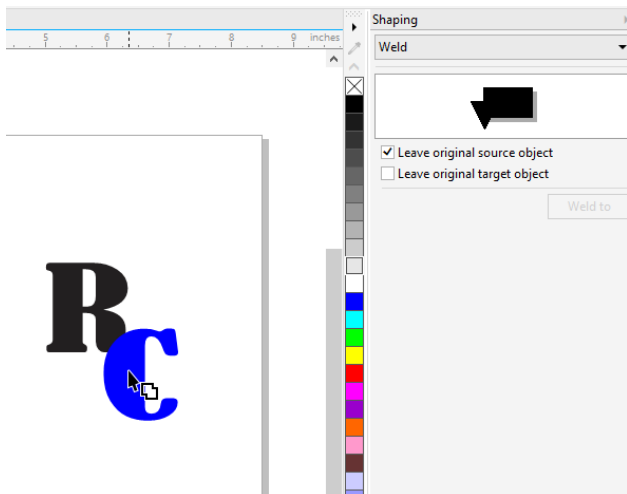 Shaping
5 6 7 8 9 inches
Weld
Leave original source object
Leave original target object
Weld to
R
C